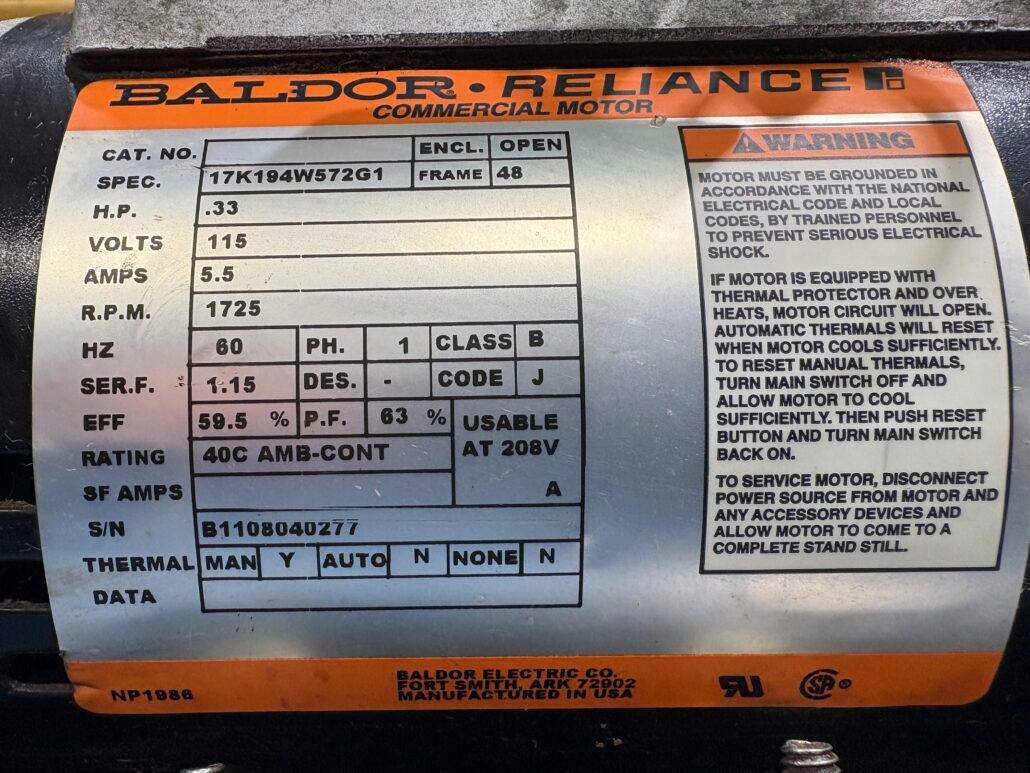 BALDOR • RELIANCE
COMMERCIAL MOTOR
CAT. NO. ENCL. OPEN
SPEC. 17K194W572G1 FRAME 48
H.P. .33
VOLTS 115
AMPS 5.5
R.P.M. 1725
HZ 60 PH. 1 CLASS B
SER.F. 1.15 DES. - CODE J
EFF 59.5 % P.F. 63 % USABLE
AT 208V
RATING 40C AMB-CONT
SF AMPS A
S/N B1108040277
THERMAL MAN Y AUTO N NONE N
DATA
WARNING
MOTOR MUST BE GROUNDED IN
ACCORDANCE WITH THE NATIONAL
ELECTRICAL CODE AND LOCAL
CODES, BY TRAINED PERSONNEL
TO PREVENT SERIOUS ELECTRICAL
SHOCK.
IF MOTOR IS EQUIPPED WITH
THERMAL PROTECTOR AND OVER
HEATS, MOTOR CIRCUIT WILL OPEN.
AUTOMATIC THERMALS WILL RESET
WHEN MOTOR COOLS SUFFICIENTLY.
TO RESET MANUAL THERMALS,
TURN MAIN SWITCH OFF AND
ALLOW MOTOR TO COOL
SUFFICIENTLY. THEN PUSH RESET
BUTTON AND TURN MAIN SWITCH
BACK ON.
TO SERVICE MOTOR, DISCONNECT
POWER SOURCE FROM MOTOR AND
ANY ACCESSORY DEVICES AND
ALLOW MOTOR TO COME TO A
COMPLETE STAND STILL.
NP1986
BALDOR ELECTRIC CO.
FORT SMITH, ARK 72902
MANUFACTURED IN USA
RU
SA ®